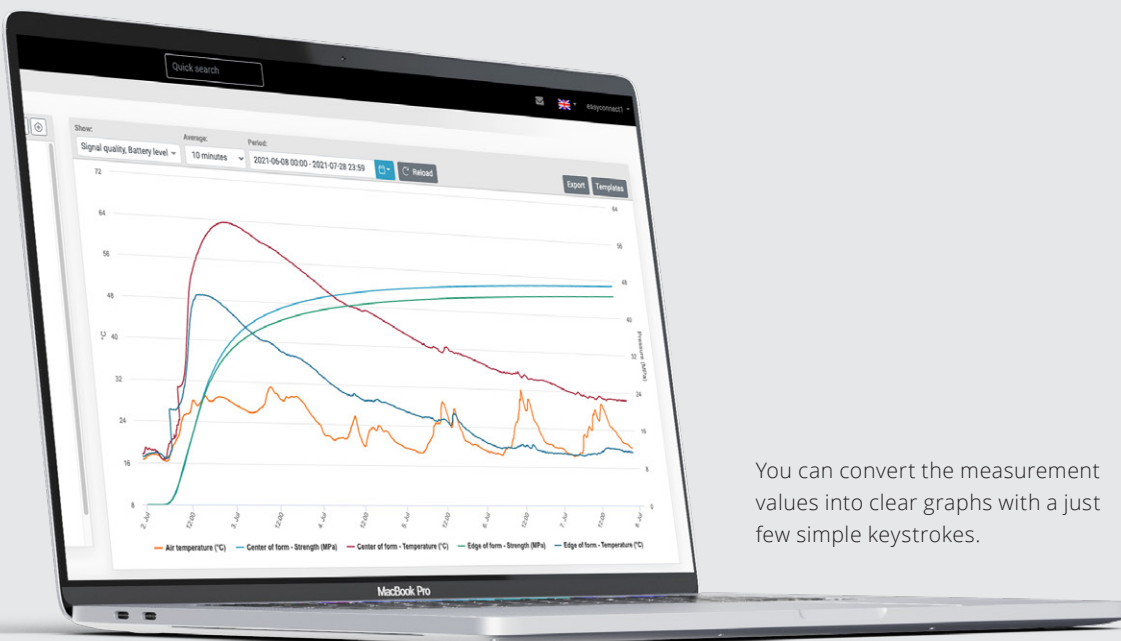 Quick search
easyconnect1
Show:
Average:
Period:
Signal quality, Battery level
10 minutes
2021-06-08 00:00 - 2021-07-28 23:59
Reload
Export
Templates
72
64
56
48
°C
40
32
24
16
8
64
56
48
40
32
Pressure (MPa)
24
16
8
0
2. Jul
12:00
3. Jul
12:00
4. Jul
12:00
5. Jul
12:00
6. Jul
12:00
7. Jul
12:00
8. Jul
Air temperature (°C)
Center of form - Strength (MPa)
Center of form - Temperature (°C)
Edge of form - Strength (MPa)
Edge of form - Temperature (°C)
MacBook Pro
You can convert the measurement
values into clear graphs with a just
few simple keystrokes.